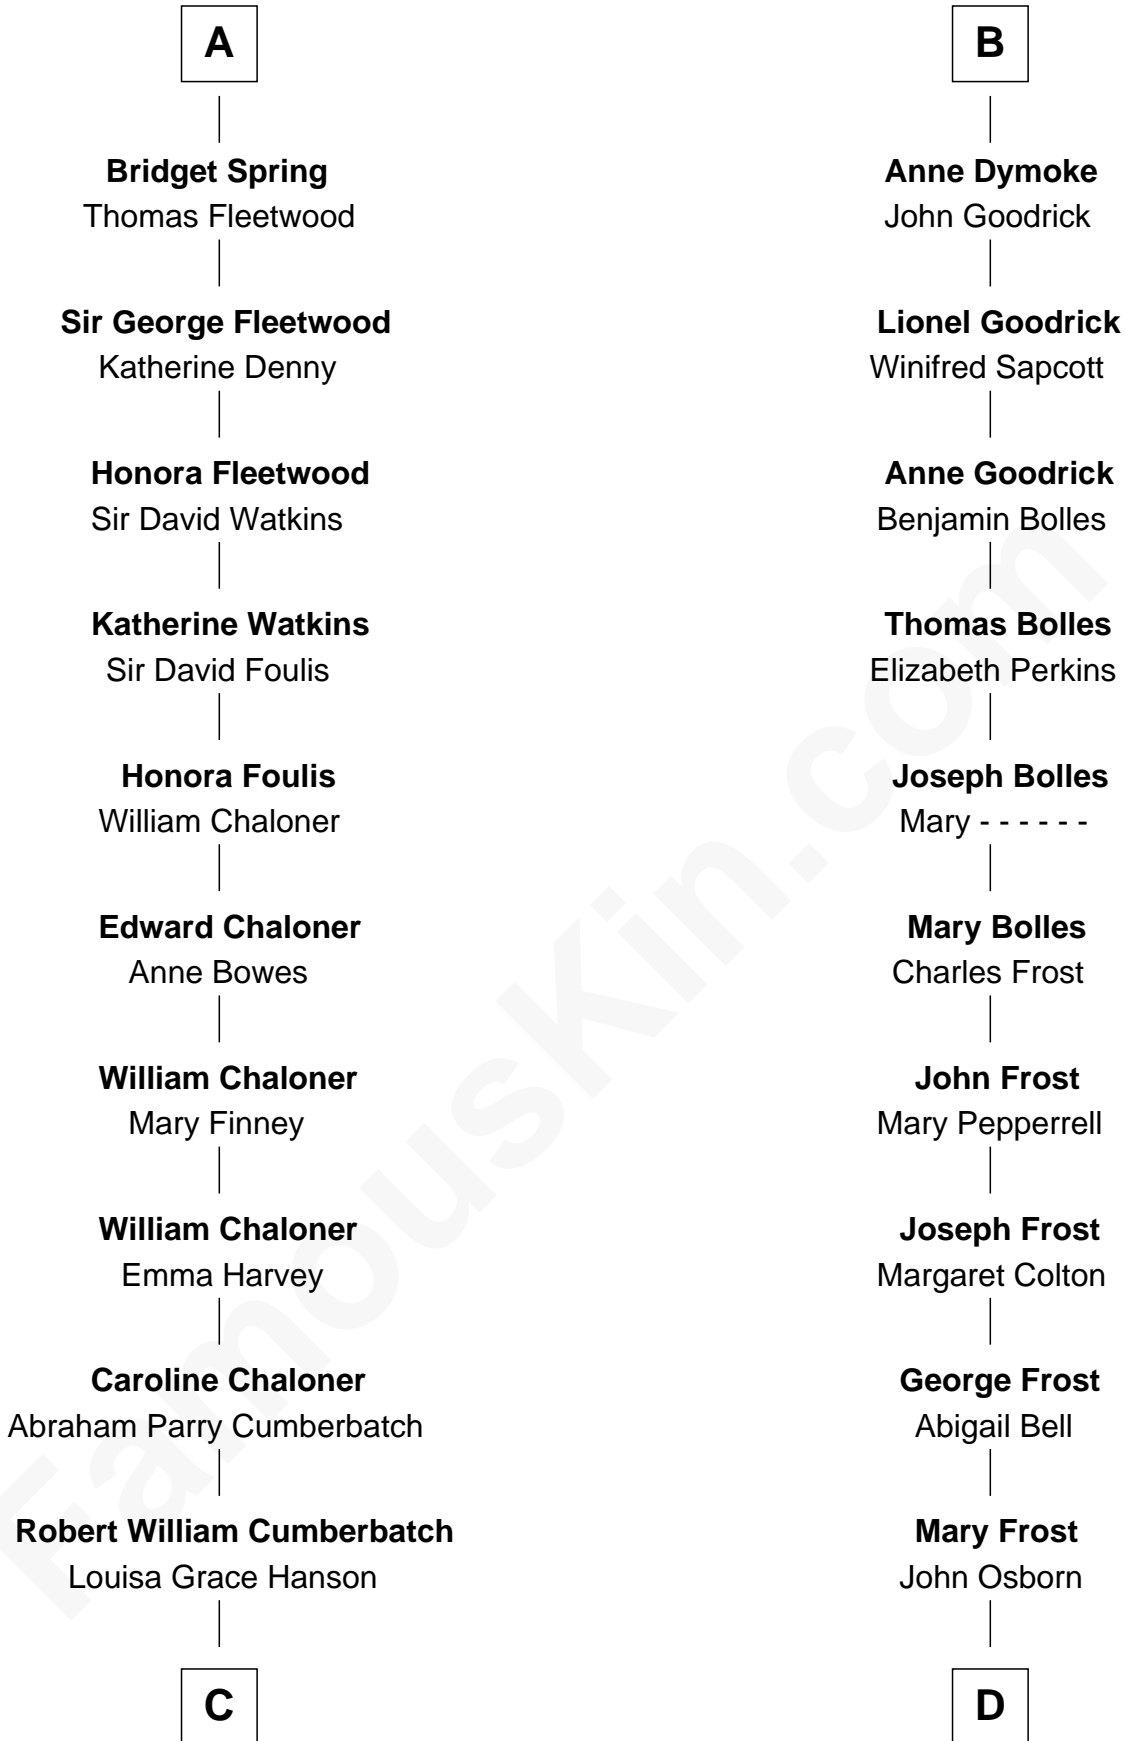 A
Bridget Spring
Thomas Fleetwood
Sir George Fleetwood
Katherine Denny
Honora Fleetwood
Sir David Watkins
Katherine Watkins
Sir David Foulis
Honora Foulis
William Chaloner
Edward Chaloner
Anne Bowes
William Chaloner
Mary Finney
William Chaloner
Emma Harvey
Caroline Chaloner
Abraham Parry Cumberbatch
Robert William Cumberbatch
Louisa Grace Hanson
C
B
Anne Dymoke
John Goodrick
Lionel Goodrick
Winifred Sapcott
Anne Goodrick
Benjamin Bolles
Thomas Bolles
Elizabeth Perkins
Joseph Bolles
Mary - - - - - -
Mary Bolles
Charles Frost
John Frost
Mary Pepperrell
Joseph Frost
Margaret Colton
George Frost
Abigail Bell
Mary Frost
John Osborn
D
FamousKin.com